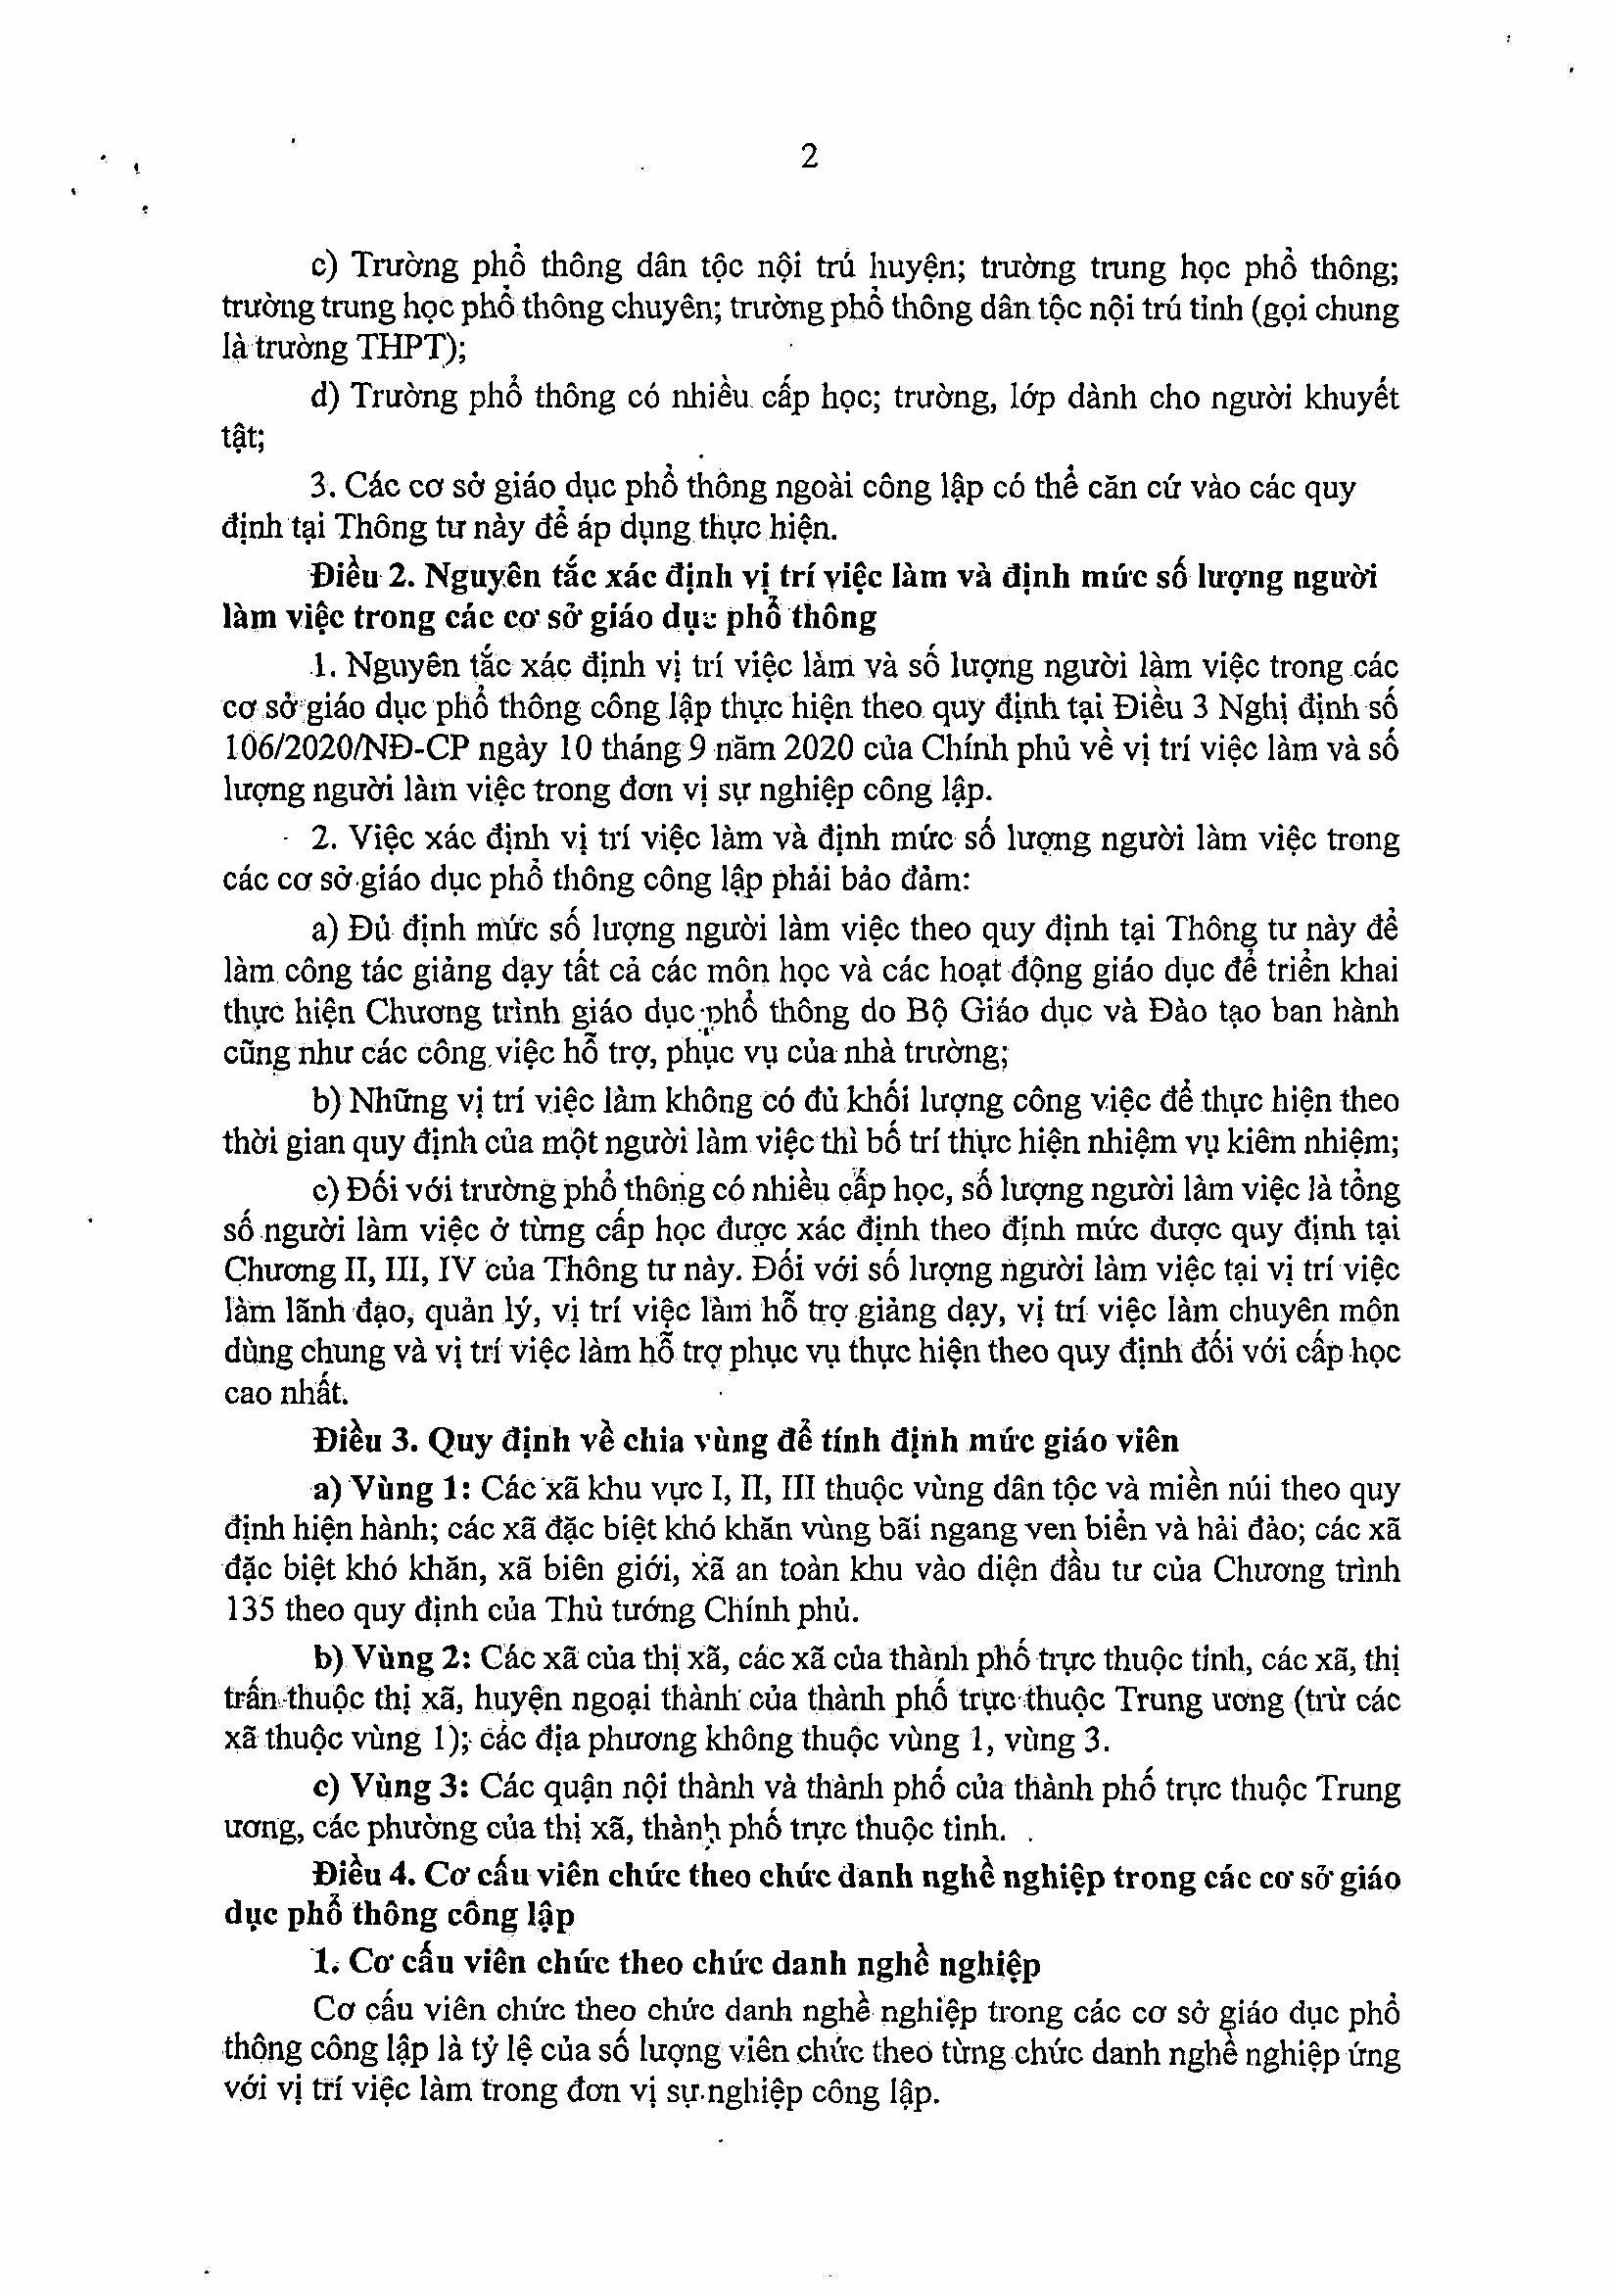 2
c) Trường phổ thông dân tộc nội trú huyện; trường trung học phổ thông;
trường trung học phổ thông chuyên; trường phổ thông dân tộc nội trú tỉnh (gọi chung
là trường THPT);
d) Trường phổ thông có nhiều cấp học; trường, lớp dành cho người khuyết
tật;
3. Các cơ sở giáo dục phổ thông ngoài công lập có thể căn cứ vào các quy
định tại Thông tư này để áp dụng thực hiện.
Điều 2. Nguyên tắc xác định vị trí việc làm và định mức số lượng người
làm việc trong các cơ sở giáo dục phổ thông
1. Nguyên tắc xác định vị trí việc làm và số lượng người làm việc trong các
cơ sở giáo dục phổ thông công lập thực hiện theo quy định tại Điều 3 Nghị định số
106/2020/NĐ-CP ngày 10 tháng 9 năm 2020 của Chính phủ về vị trí việc làm và số
lượng người làm việc trong đơn vị sự nghiệp công lập.
2. Việc xác định vị trí việc làm và định mức số lượng người làm việc trong
các cơ sở giáo dục phổ thông công lập phải bảo đảm:
a) Đủ định mức số lượng người làm việc theo quy định tại Thông tư này để
làm công tác giảng dạy tất cả các môn học và các hoạt động giáo dục để triển khai
thực hiện Chương trình giáo dục phổ thông do Bộ Giáo dục và Đào tạo ban hành
cũng như các công việc hỗ trợ, phục vụ của nhà trường;
b) Những vị trí việc làm không có đủ khối lượng công việc để thực hiện theo
thời gian quy định của một người làm việc thì bố trí thực hiện nhiệm vụ kiêm nhiệm;
c) Đối với trường phổ thông có nhiều cấp học, số lượng người làm việc là tổng
số người làm việc ở từng cấp học được xác định theo định mức được quy định tại
Chương II, III, IV của Thông tư này. Đối với số lượng người làm việc tại vị trí việc
làm lãnh đạo, quản lý, vị trí việc làm hỗ trợ giảng dạy, vị trí việc làm chuyên môn
dùng chung và vị trí việc làm hỗ trợ phục vụ thực hiện theo quy định đối với cấp học
cao nhất.
Điều 3. Quy định về chia vùng để tính định mức giáo viên
a) Vùng 1: Các xã khu vực I, II, III thuộc vùng dân tộc và miền núi theo quy
định hiện hành; các xã đặc biệt khó khăn vùng bãi ngang ven biển và hải đảo; các xã
đặc biệt khó khăn, xã biên giới, xã an toàn khu vào diện đầu tư của Chương trình
135 theo quy định của Thủ tướng Chính phủ.
b) Vùng 2: Các xã của thị xã, các xã của thành phố trực thuộc tỉnh, các xã, thị
trấn thuộc thị xã, huyện ngoại thành của thành phố trực thuộc Trung ương (trừ các
xã thuộc vùng 1); các địa phương không thuộc vùng 1, vùng 3.
c) Vùng 3: Các quận nội thành và thành phố của thành phố trực thuộc Trung
ương, các phường của thị xã, thành phố trực thuộc tỉnh.
Điều 4. Cơ cấu viên chức theo chức danh nghề nghiệp trong các cơ sở giáo
dục phổ thông công lập
1. Cơ cấu viên chức theo chức danh nghề nghiệp
Cơ cấu viên chức theo chức danh nghề nghiệp trong các cơ sở giáo dục phổ
thông công lập là tỷ lệ của số lượng viên chức theo từng chức danh nghề nghiệp ứng
với vị trí việc làm trong đơn vị sự nghiệp công lập.